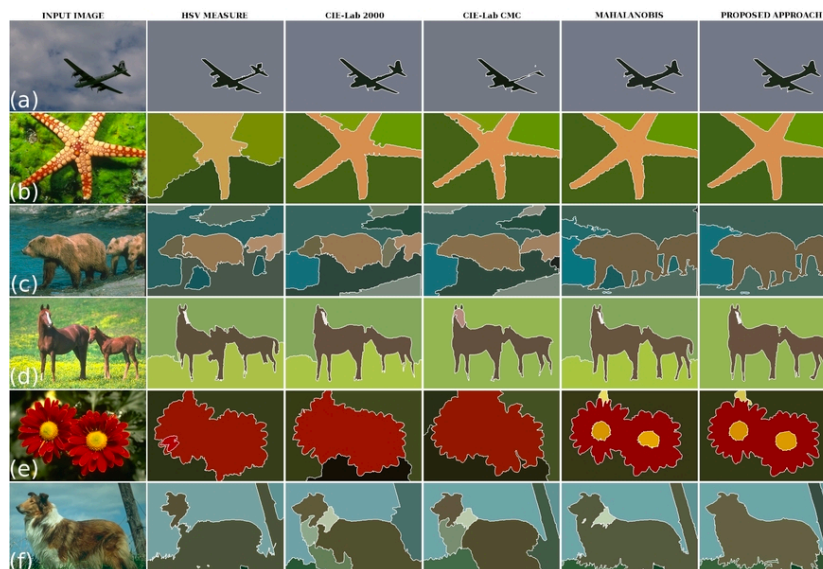 INPUT IMAGE HSV MEASURE CIE-Lab 2000 CIE-Lab CMC MAHALANOBIS PROPOSED APPROACH
(a)
(b)
(c)
(d)
(e)
(f)